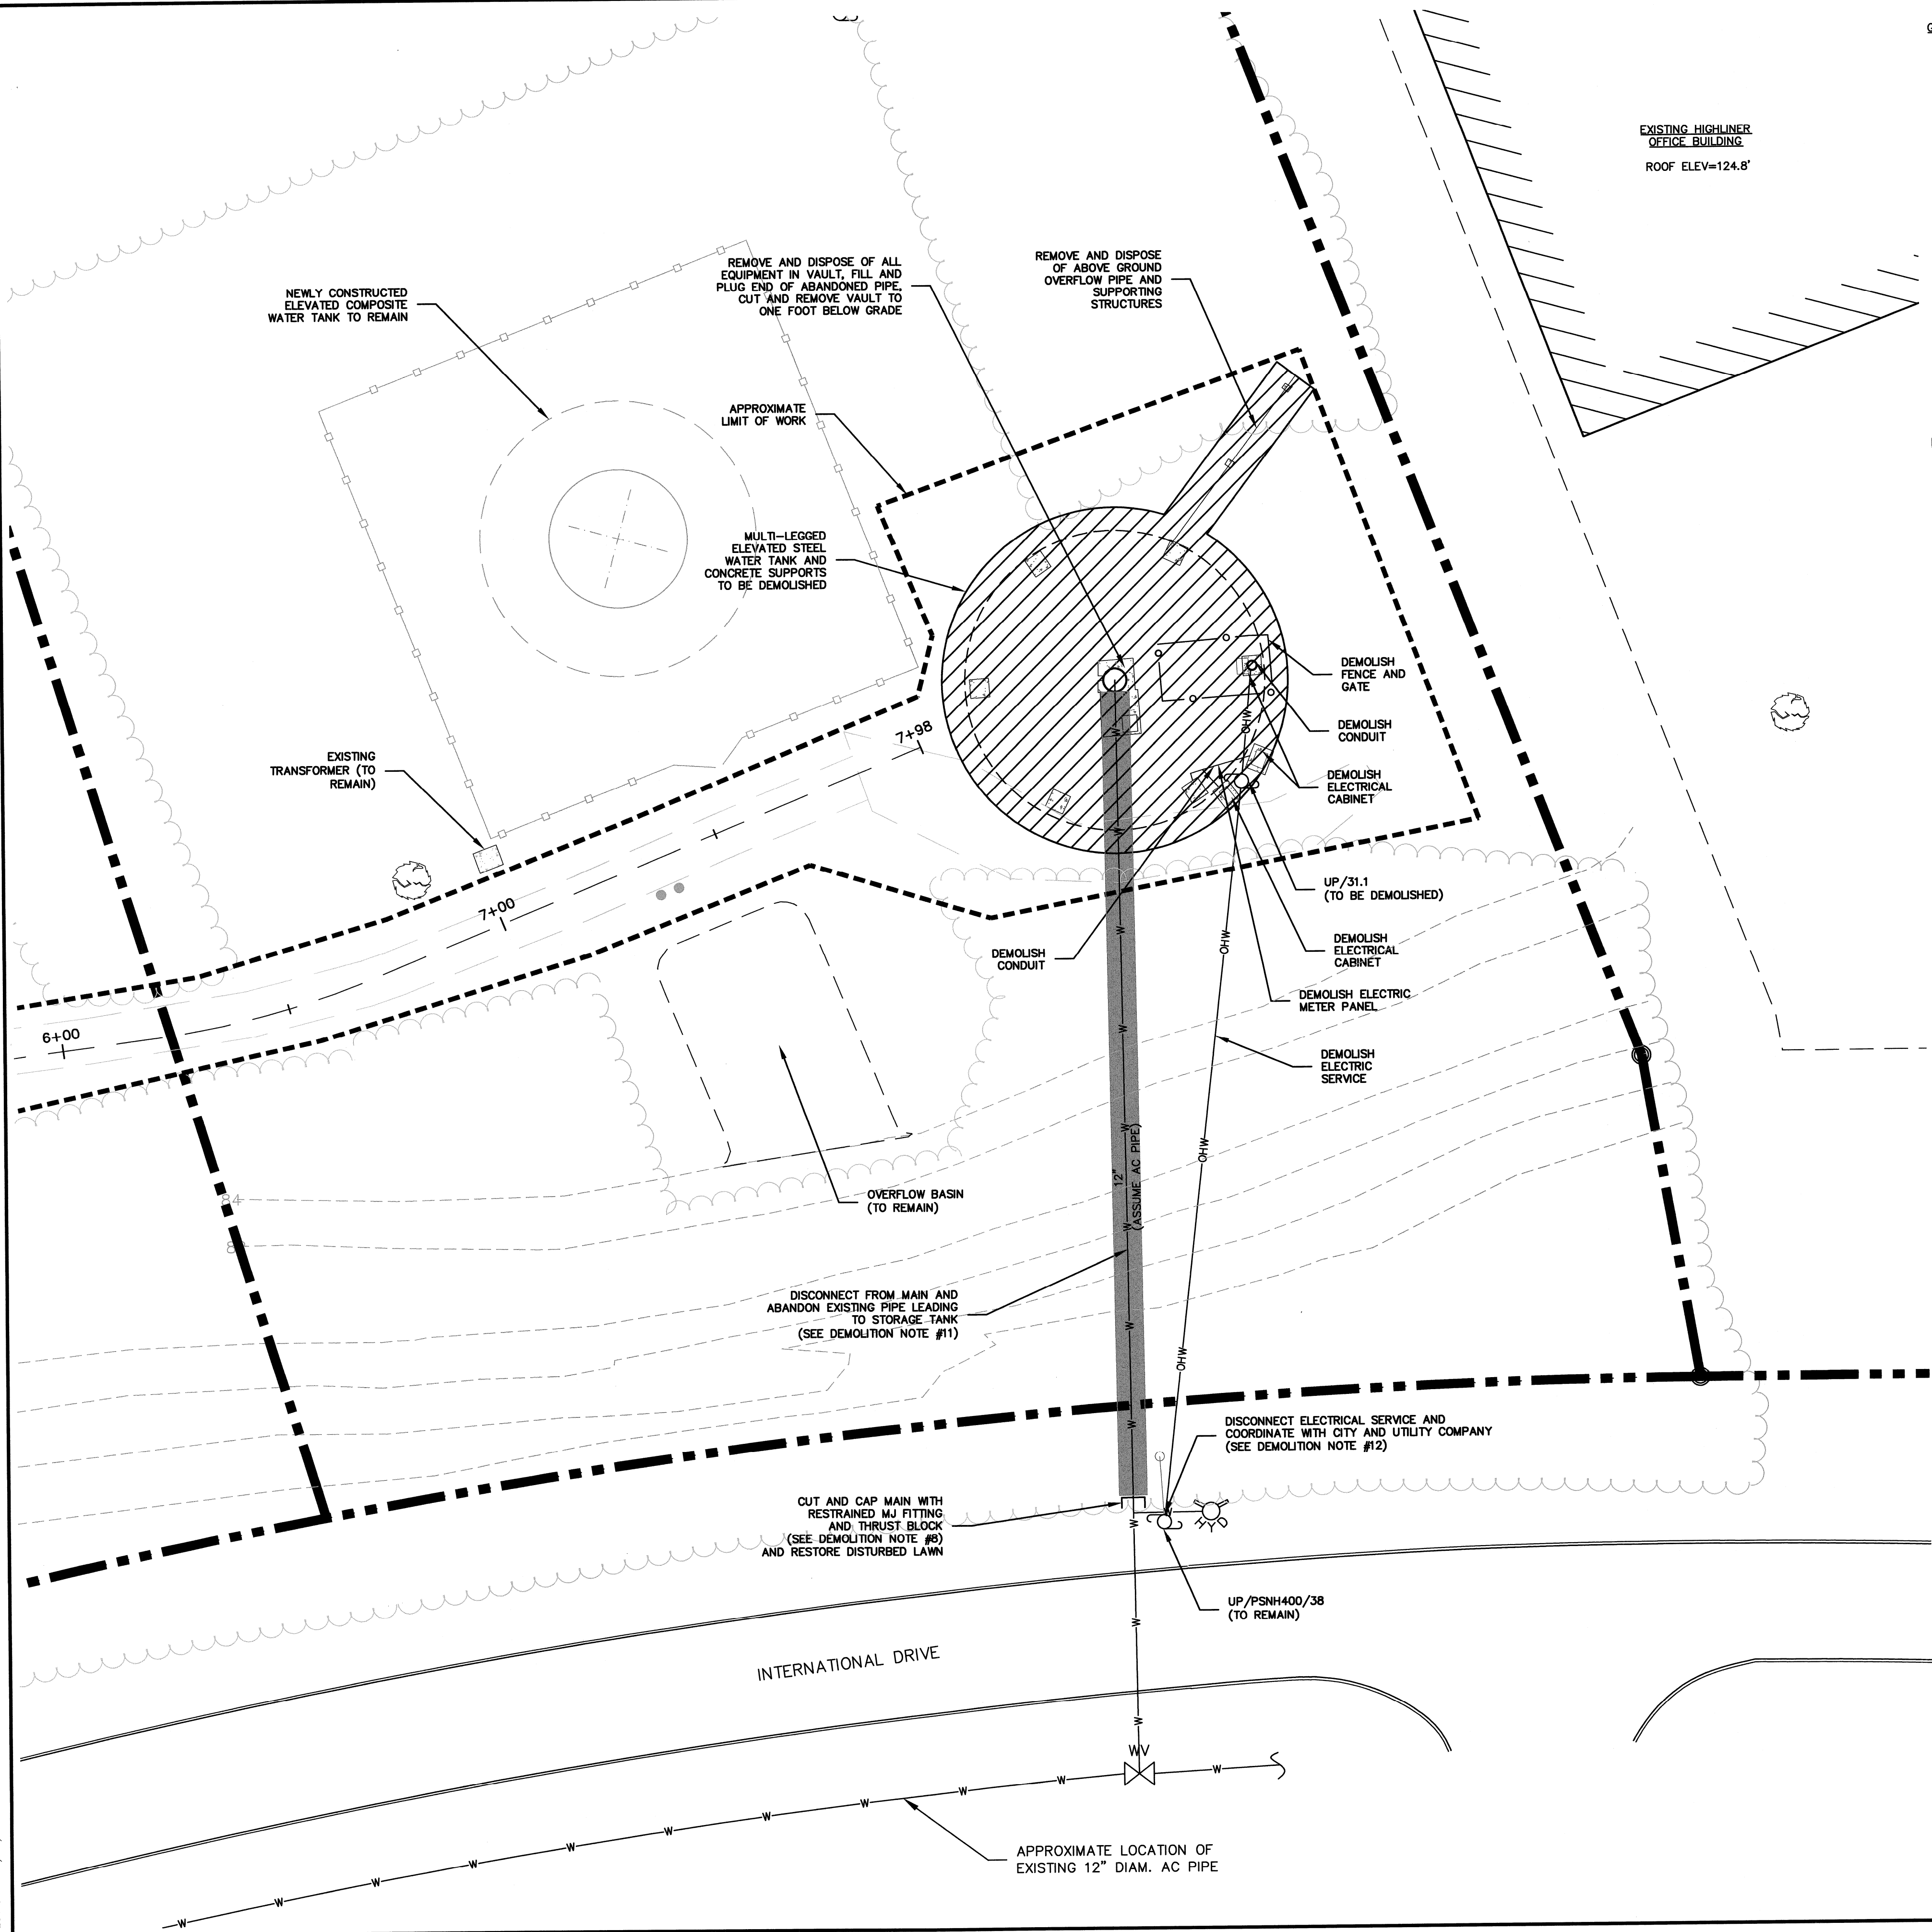 EXISTING HIGHLINER
OFFICE BUILDING
ROOF ELEV=124.8'
REMOVE AND DISPOSE OF ALL
EQUIPMENT IN VAULT, FILL AND
PLUG END OF ABANDONED PIPE,
CUT AND REMOVE VAULT TO
ONE FOOT BELOW GRADE
REMOVE AND DISPOSE
OF ABOVE GROUND
OVERFLOW PIPE AND
SUPPORTING
STRUCTURES
NEWLY CONSTRUCTED
ELEVATED COMPOSITE
WATER TANK TO REMAIN
APPROXIMATE
LIMIT OF WORK
MULTI-LEGGED
ELEVATED STEEL
WATER TANK AND
CONCRETE SUPPORTS
TO BE DEMOLISHED
DEMOLISH
FENCE AND
GATE
DEMOLISH
CONDUIT
7+98
EXISTING
TRANSFORMER (TO
REMAIN)
DEMOLISH
ELECTRICAL
CABINET
OHW
W
W
UP/31.1
(TO BE DEMOLISHED)
7+00
DEMOLISH
CONDUIT
W
OHW
DEMOLISH
ELECTRICAL
CABINET
DEMOLISH ELECTRIC
METER PANEL
6+00
W
DEMOLISH
ELECTRIC
SERVICE
W
OHW
12"
(ASSUME AC PIPE)
W
84
OVERFLOW BASIN
(TO REMAIN)
DISCONNECT FROM MAIN AND
ABANDON EXISTING PIPE LEADING
TO STORAGE TANK
(SEE DEMOLITION NOTE #11)
W
OHW
W
DISCONNECT ELECTRICAL SERVICE AND
COORDINATE WITH CITY AND UTILITY COMPANY
(SEE DEMOLITION NOTE #12)
CUT AND CAP MAIN WITH
RESTRAINED MJ FITTING
AND THRUST BLOCK
(SEE DEMOLITION NOTE #8)
AND RESTORE DISTURBED LAWN
W
W
HYD
UP/PSNH400/38
(TO REMAIN)
W
INTERNATIONAL DRIVE
W
WV
W
W
W
W
W
W
W
W
W
W
W
APPROXIMATE LOCATION OF
EXISTING 12" DIAM. AC PIPE